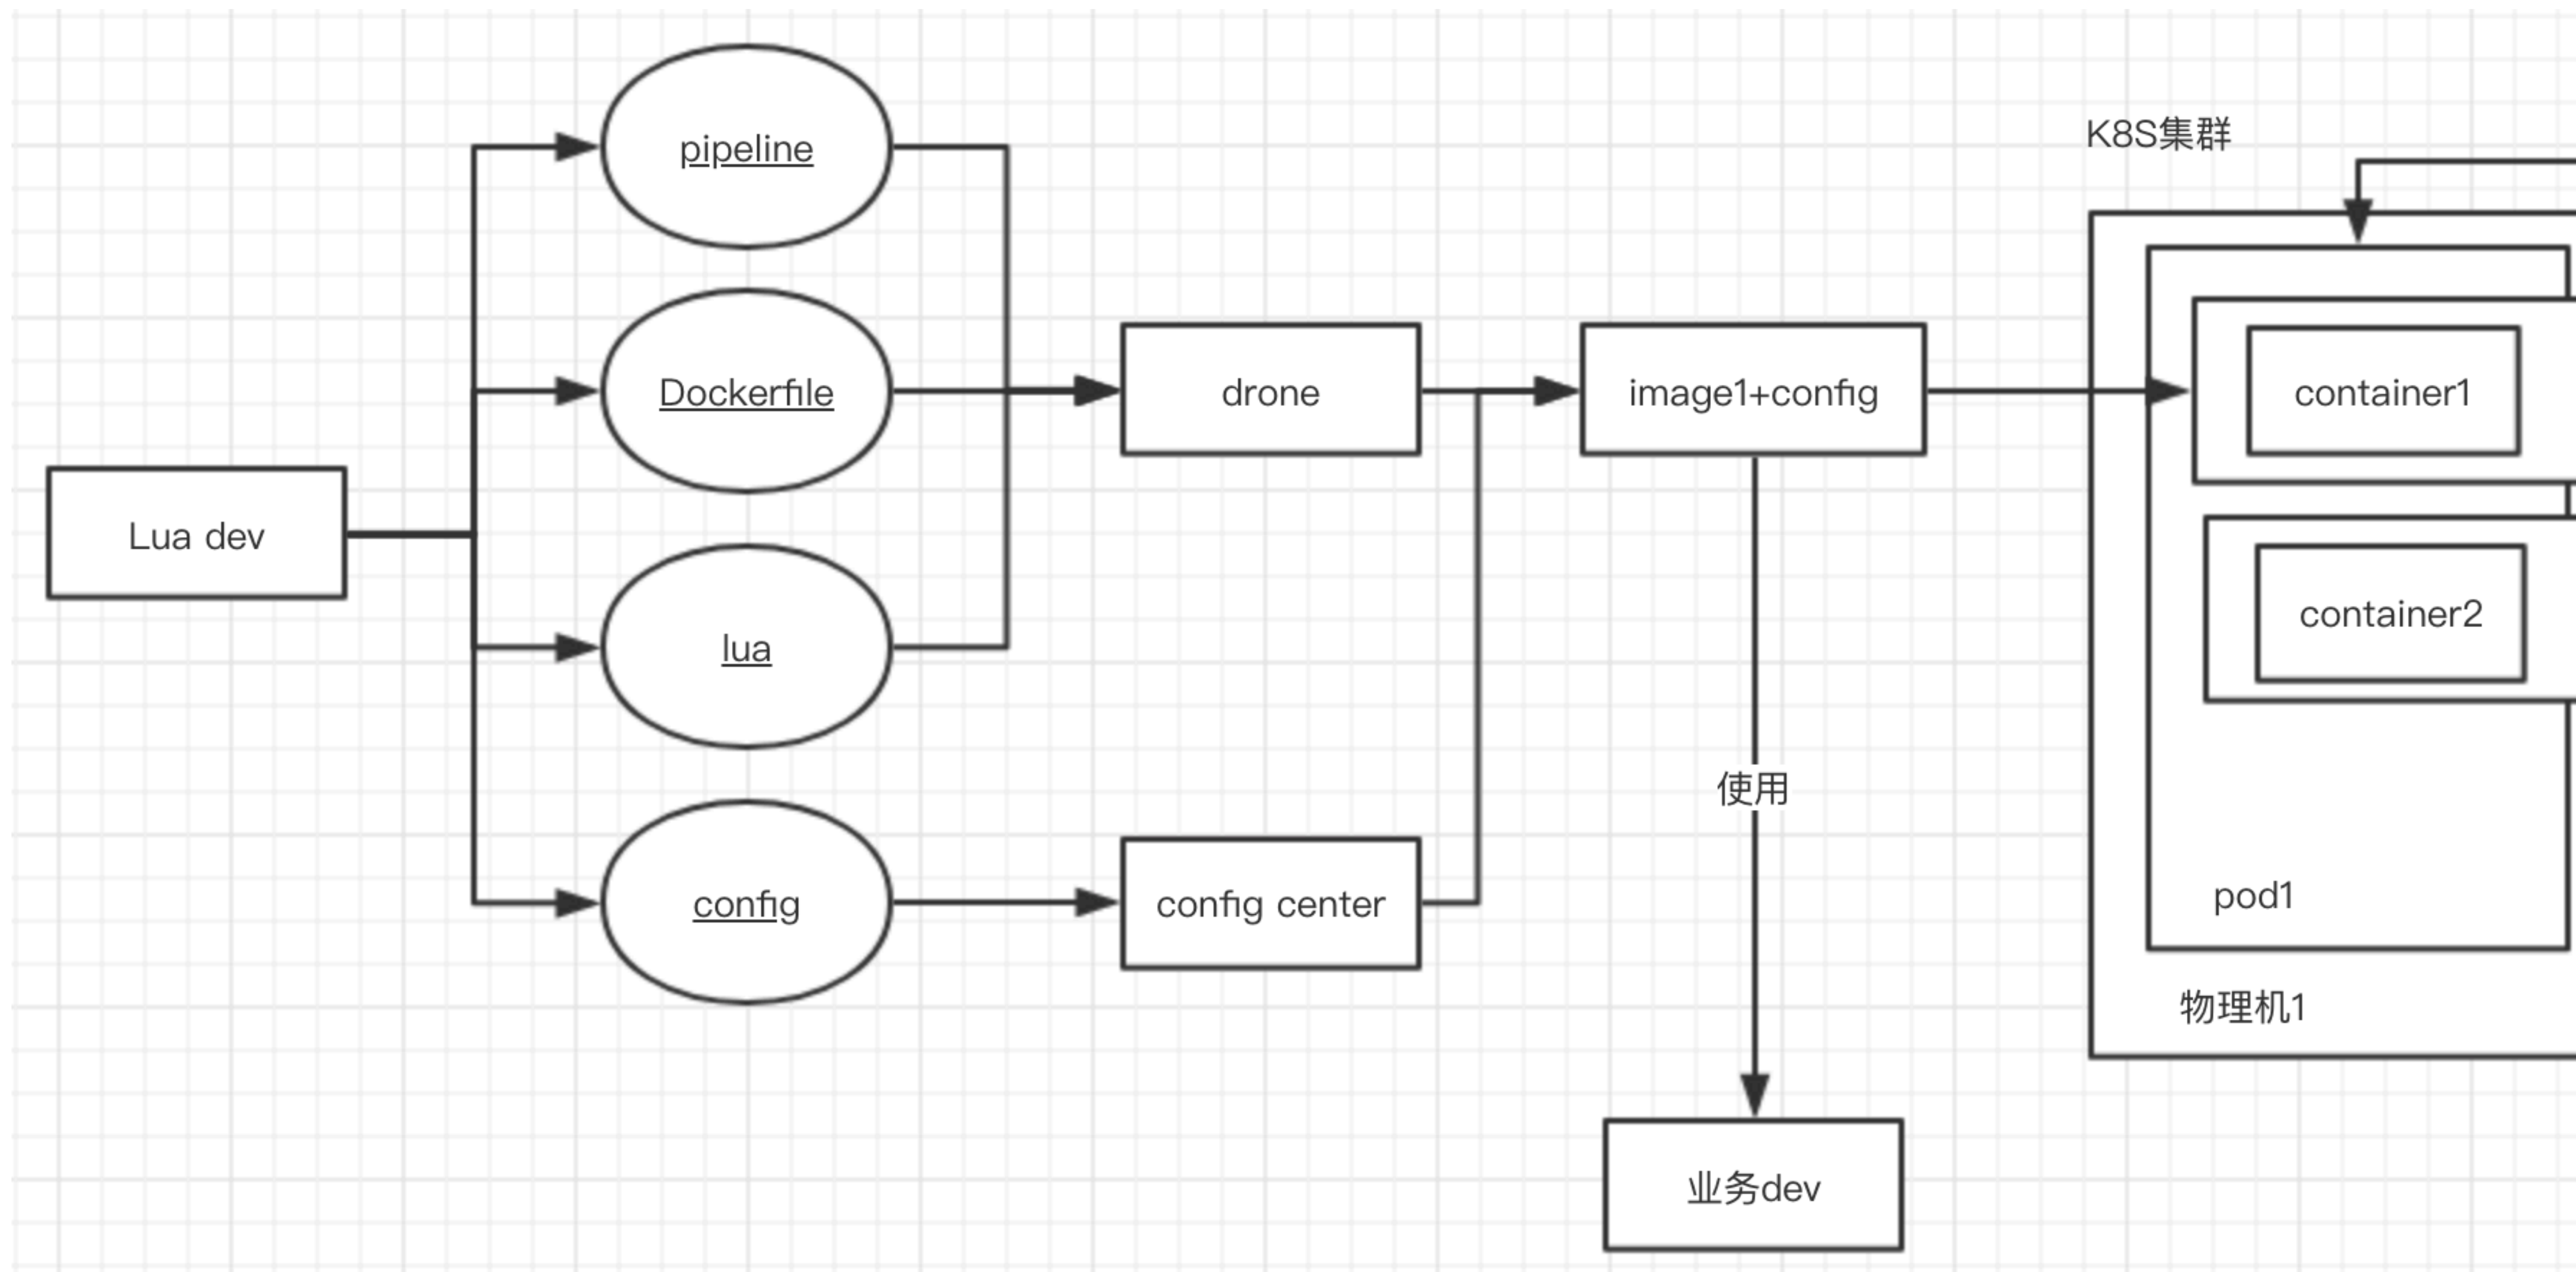 pipeline
K8S集群
Dockerfile
drone
image1+config
container1
Lua dev
lua
container2
使用
config
config center
pod1
物理机1
业务dev